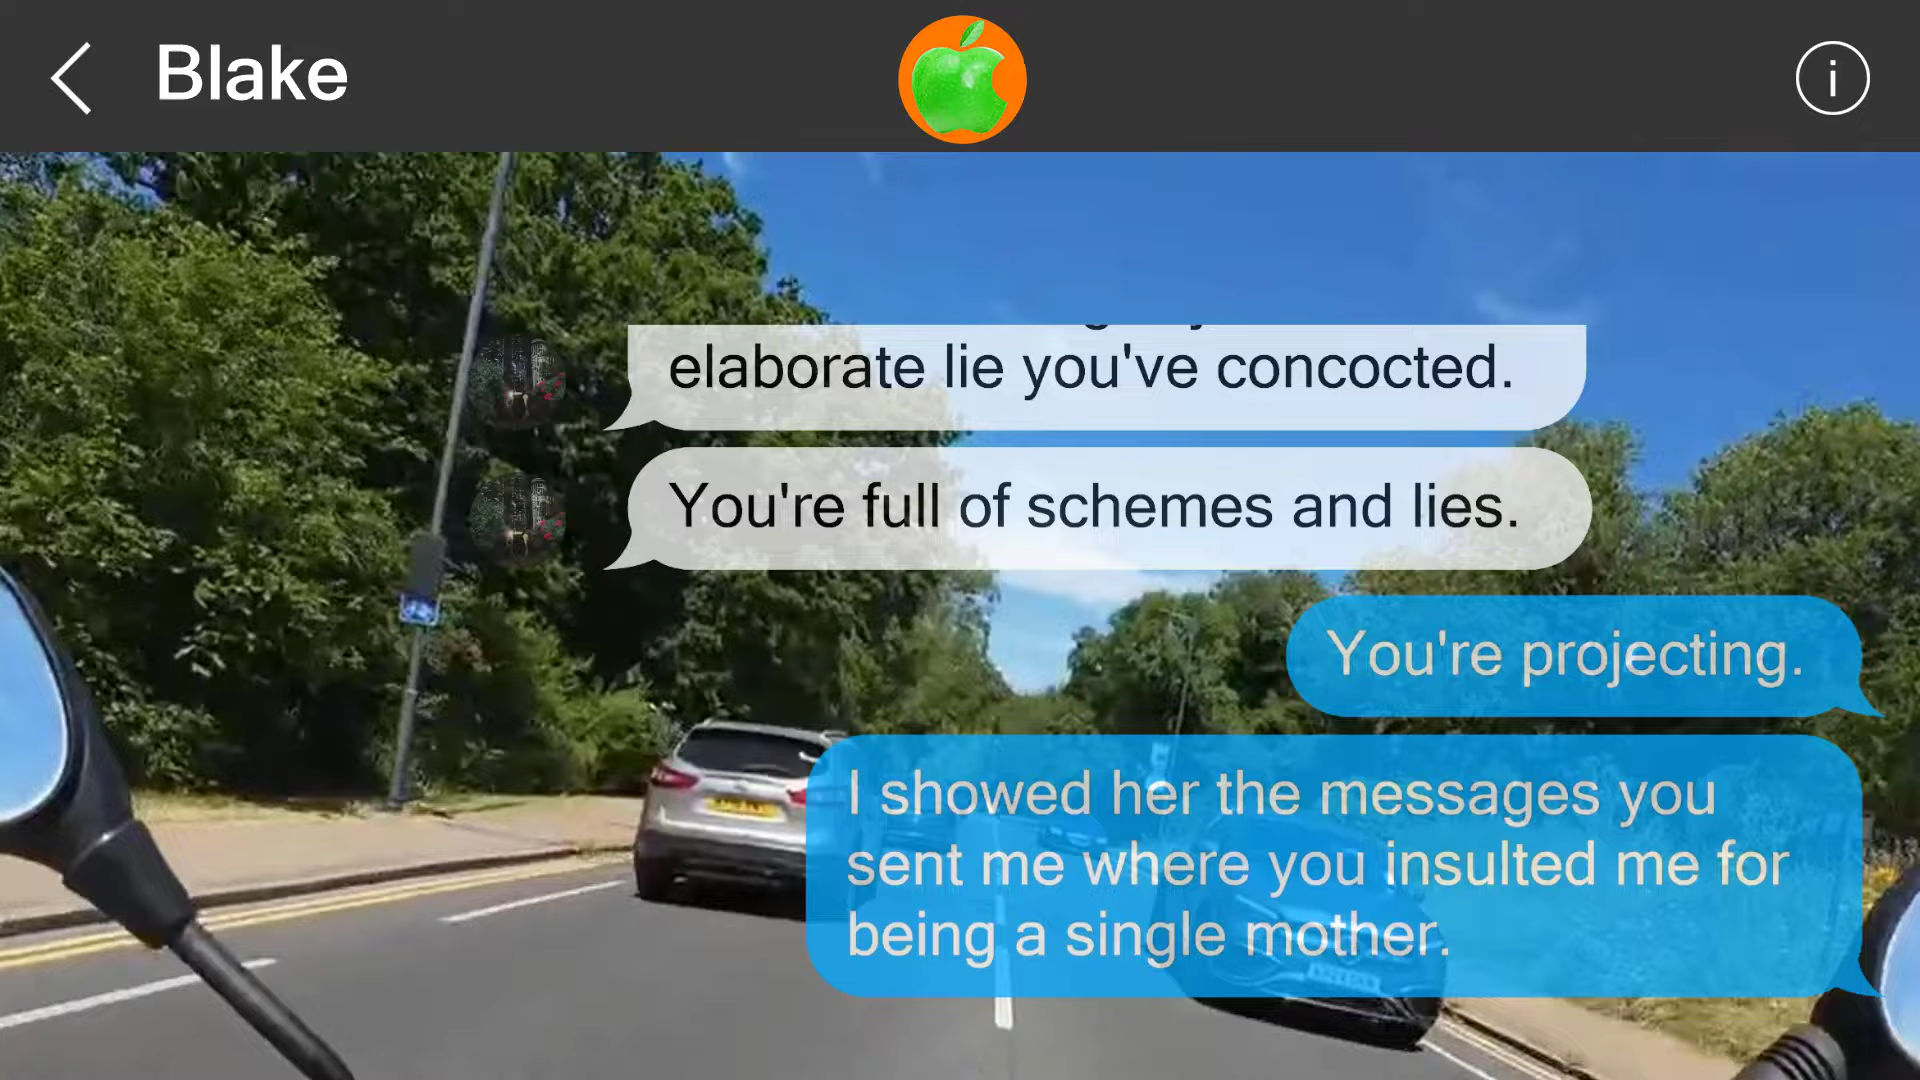 Blake
i
elaborate lie you've concocted.
You're full of schemes and lies.
You're projecting.
I showed her the messages you
sent me where you insulted me for
being a single mother.